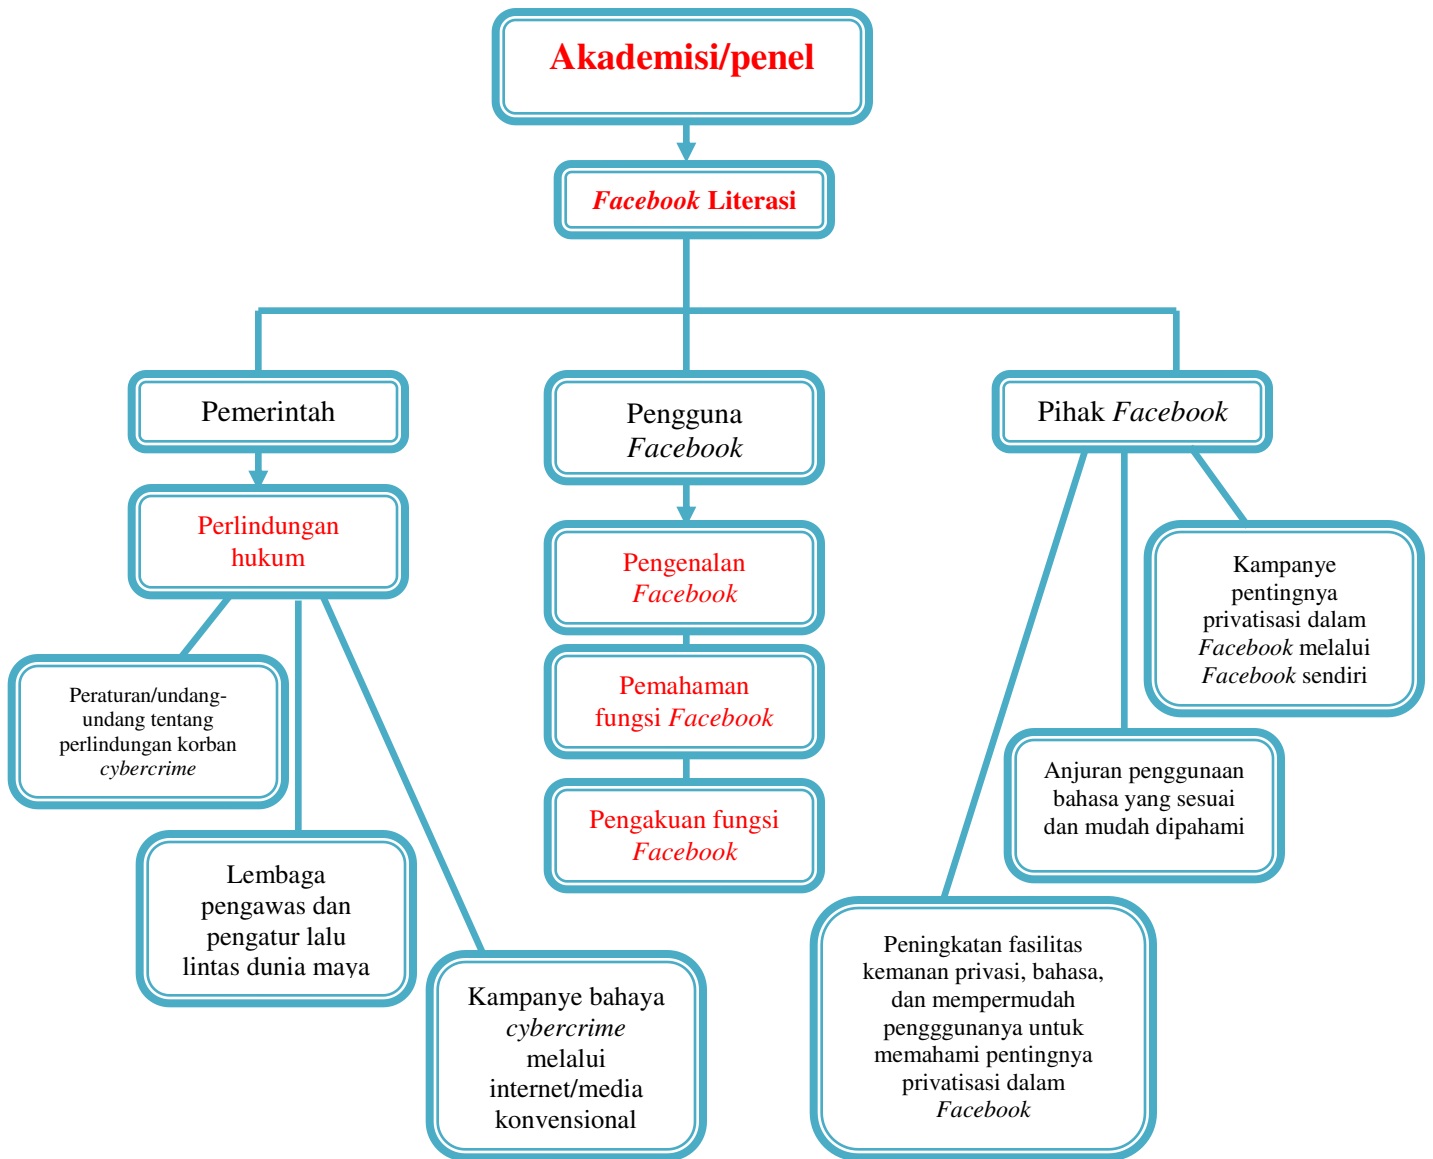 Akademisi/penel
Facebook Literasi
Pemerintah
Pengguna
Facebook
Pihak Facebook
Perlindungan
hukum
Pengenalan
Facebook
Kampanye
pentingnya
privatisasi dalam
Facebook melalui
Facebook sendiri
Peraturan/undang-
undang tentang
perlindungan korban
cybercrime
Pemahaman
fungsi Facebook
Anjuran penggunaan
bahasa yang sesuai
dan mudah dipahami
Pengakuan fungsi
Facebook
Lembaga
pengawas dan
pengatur lalu
lintas dunia maya
Peningkatan fasilitas
kemanan privasi, bahasa,
dan mempermudah
pengggunanya untuk
memahami pentingnya
privatisasi dalam
Facebook
Kampanye bahaya
cybercrime
melalui
internet/media
konvensional